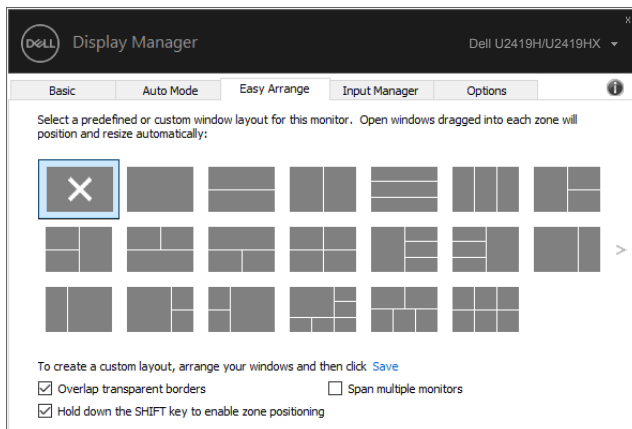 DELL Display Manager
Dell U2419H/U2419HX
Basic Auto Mode Easy Arrange Input Manager Options
Select a predefined or custom window layout for this monitor. Open windows dragged into each zone will
position and resize automatically:
To create a custom layout, arrange your windows and then click Save
Overlap transparent borders
Span multiple monitors
Hold down the SHIFT key to enable zone positioning